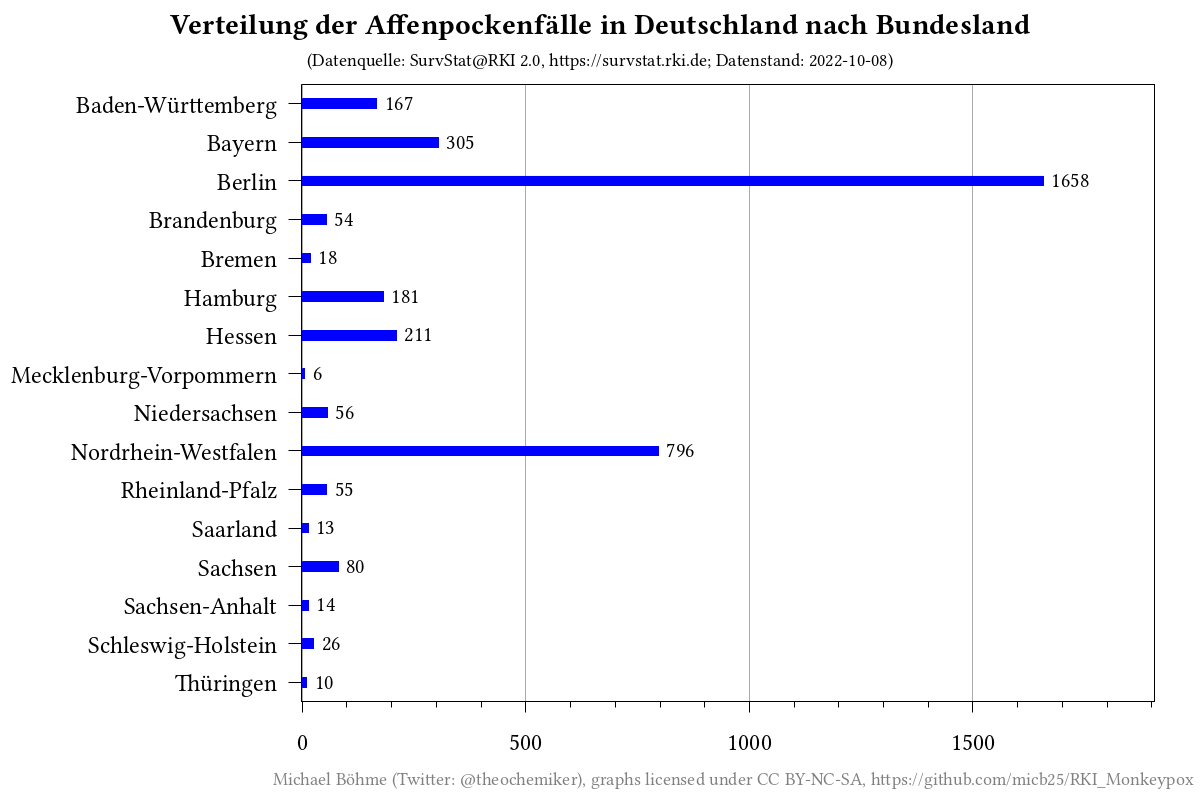 Verteilung der Affenpockenfälle in Deutschland nach Bundesland
(Datenquelle: SurvStat@RKI 2.0, https://survstat.rki.de; Datenstand: 2022-10-08)
Baden-Württemberg 167
Bayern 305
Berlin 1658
Brandenburg 54
Bremen 18
Hamburg 181
Hessen 211
Mecklenburg-Vorpommern 6
Niedersachsen 56
Nordrhein-Westfalen 796
Rheinland-Pfalz 55
Saarland 13
Sachsen 80
Sachsen-Anhalt 14
Schleswig-Holstein 26
Thüringen 10
0 500 1000 1500
Michael Böhme (Twitter: @theochemiker), graphs licensed under CC BY-NC-SA, https://github.com/micb25/RKI_Monkeypox